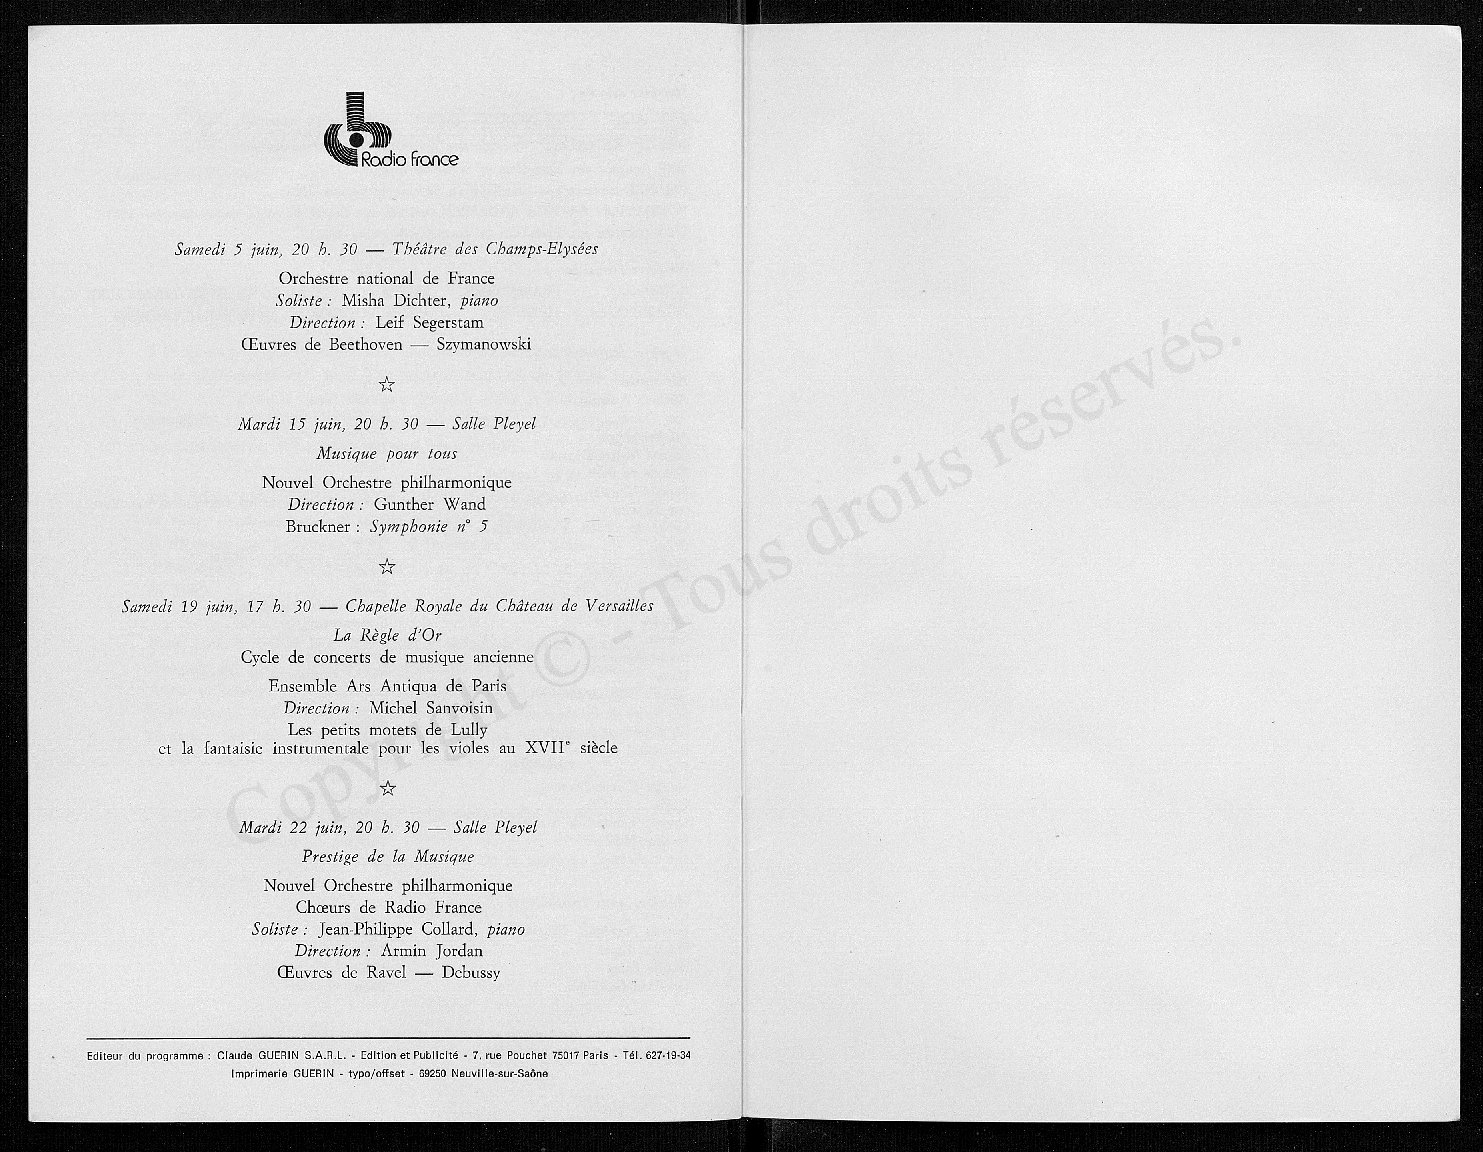 Radio France
Samedi 5 juin, 20 h. 30 — Théâtre des Champs-Elysées
Orchestre national de France
Soliste : Misha Dichter, piano
Direction : Leif Segerstam
Œuvres de Beethoven — Szymanowski
☆
Mardi 15 juin, 20 h. 30 — Salle Pleyel
Musique pour tous
Nouvel Orchestre philharmonique
Direction : Gunther Wand
Bruckner : Symphonie n° 5
☆
Samedi 19 juin, 17 h. 30 — Chapelle Royale du Château de Versailles
La Règle d'Or
Cycle de concerts de musique ancienne
Ensemble Ars Antiqua de Paris
Direction : Michel Sanvoisin
Les petits motets de Lully
et la fantaisie instrumentale pour les violes au XVIIe siècle
☆
Mardi 22 juin, 20 h. 30 — Salle Pleyel
Prestige de la Musique
Nouvel Orchestre philharmonique
Chœurs de Radio France
Soliste : Jean-Philippe Collard, piano
Direction : Armin Jordan
Œuvres de Ravel — Debussy
Editeur du programme : Claude GUERIN S.A.R.L. - Edition et Publicité - 7, rue Pouchet 75017 Paris - Tél. 627-19-34
Imprimerie GUERIN - typo/offset - 69250 Neuville-sur-Saône
Copyright © - Tous droits réservés.